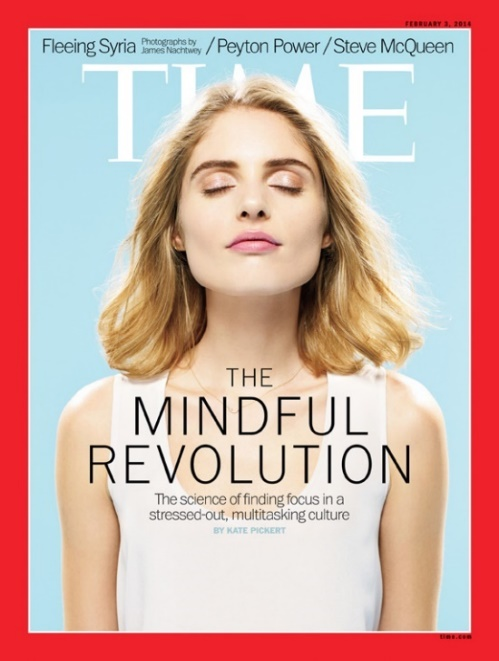 FEBRUARY 3, 2014
Fleeing Syria Photographs by James Nachtwey / Peyton Power / Steve McQueen
TIME
THE
MINDFUL
REVOLUTION
The science of finding focus in a
stressed-out, multitasking culture
BY KATE PICKERT
time.com